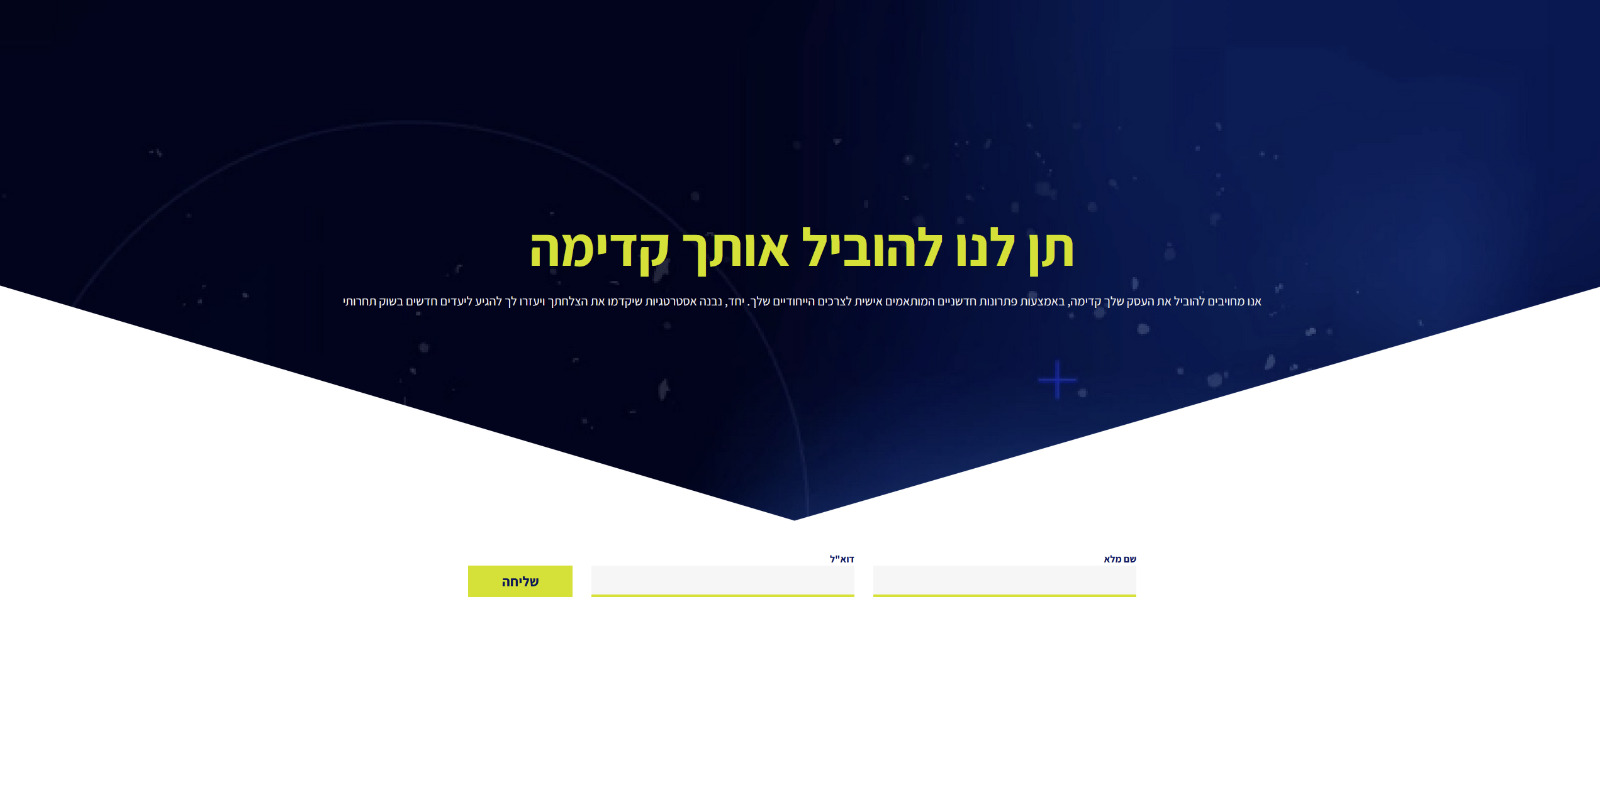 תן לנו להוביל אותך קדימה
אנו מחויבים להוביל את העסק שלך קדימה, באמצעות פתרונות חדשניים המותאמים אישית לצרכים הייחודיים שלך. יחד, נבנה אסטרטגיות שיקדמו את הצלחתך ויעזרו לך להגיע ליעדים חדשים בשוק תחרותי
שם מלא
דוא"ל
שליחה